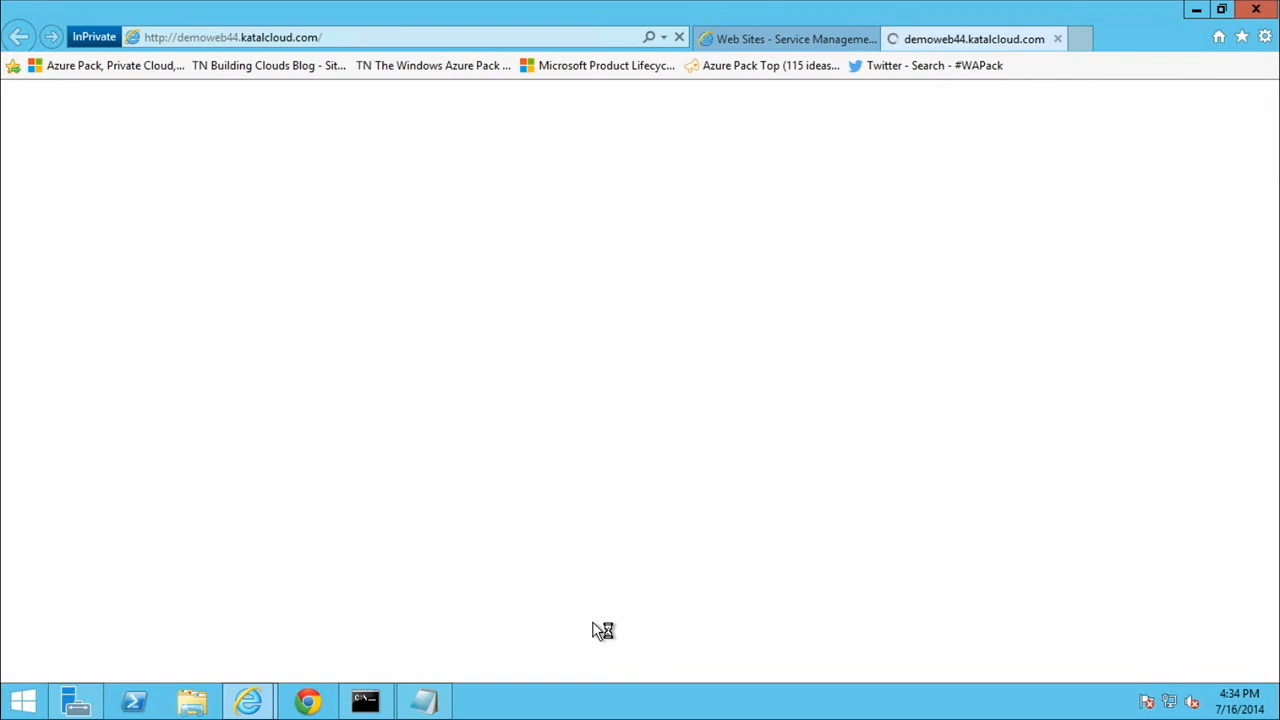 InPrivate
http://demoweb44.katalcloud.com/
Web Sites - Service Manageme...
demoweb44.katalcloud.com
Azure Pack, Private Cloud,...
TN Building Clouds Blog - Sit...
TN The Windows Azure Pack ...
Microsoft Product Lifecyc...
Azure Pack Top (115 ideas...
Twitter - Search - #WAPack
C:\_
4:34 PM
7/16/2014